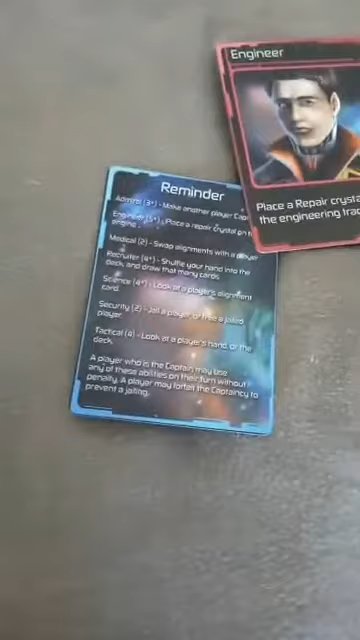 Engineer
Place a Repair crysta
the engineering trac
Reminder
Admiral (3*) - Make another player Cap
Engineer (5*) - Place a repair crystal on t
engine.
Medical (2) - Swap alignments with a player
Recruiter (4*) - Shuffle your hand into the
deck, and draw that many cards.
Science (4*) - Look at a player's alignment
card.
Security (2) - Jail a player, or free a jailed
player.
Tactical (4) - Look at a player's hand, or the
deck.
A player who is the Captain may use
any of these abilities on their turn without
penalty. A player may forfeit the Captaincy to
prevent a jailing.